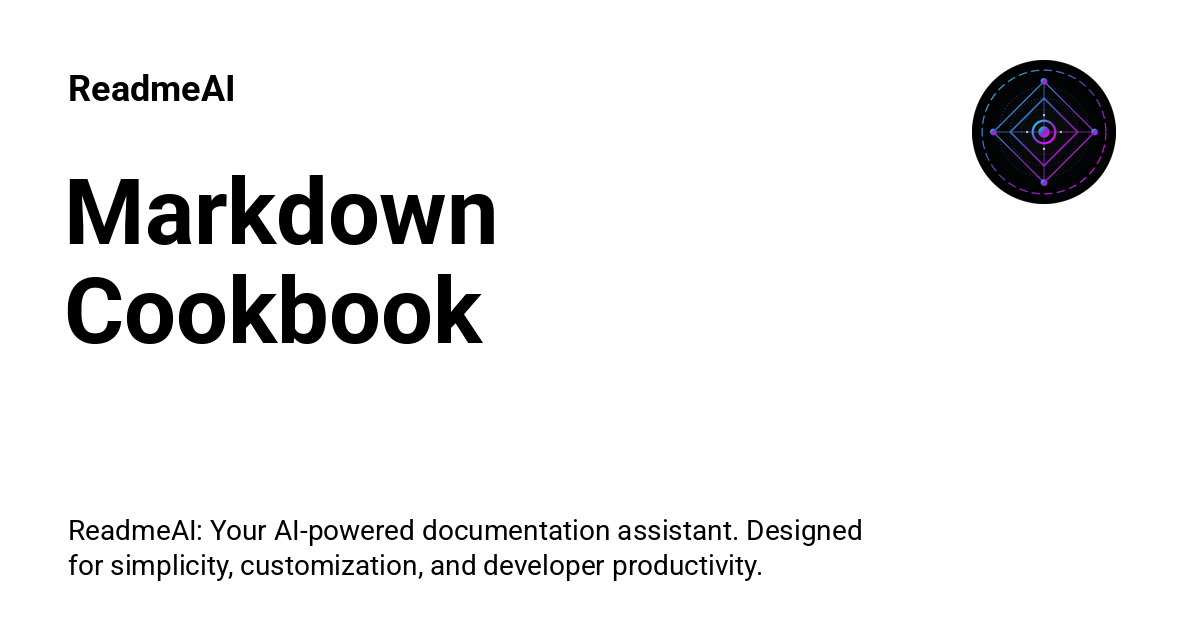 ReadmeAI
Markdown
Cookbook
ReadmeAI: Your AI-powered documentation assistant. Designed
for simplicity, customization, and developer productivity.